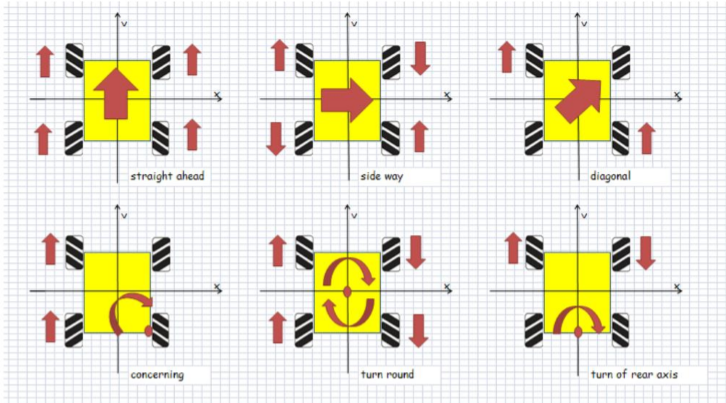 v
v
v
x
x
x
straight ahead
side way
diagonal
v
v
v
x
x
x
concerning
turn round
turn of rear axis